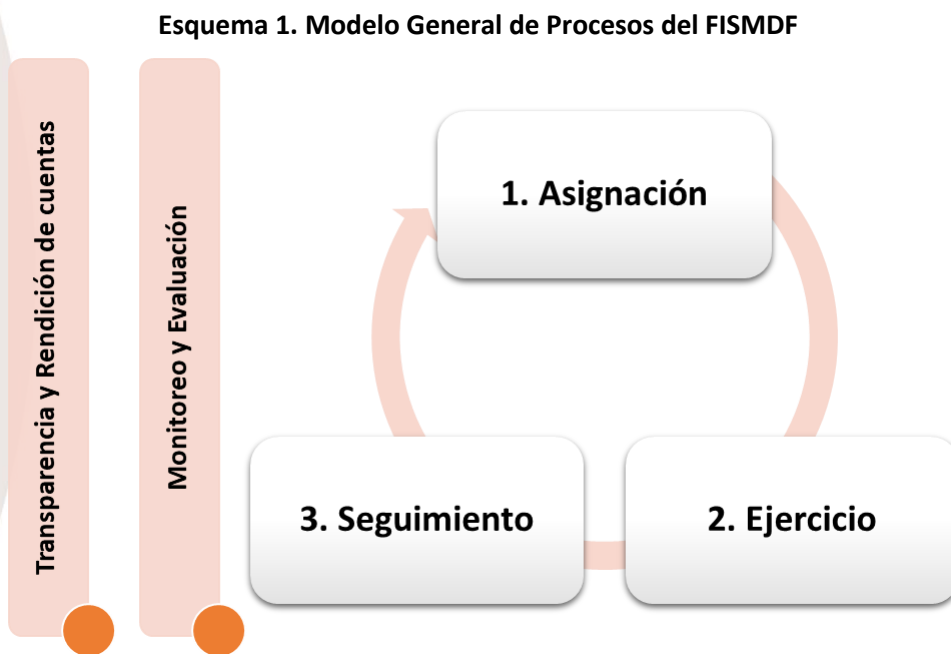 Esquema 1. Modelo General de Procesos del FISMDF
Transparencia y Rendición de cuentas
Monitoreo y Evaluación
1. Asignación
3. Seguimiento
2. Ejercicio